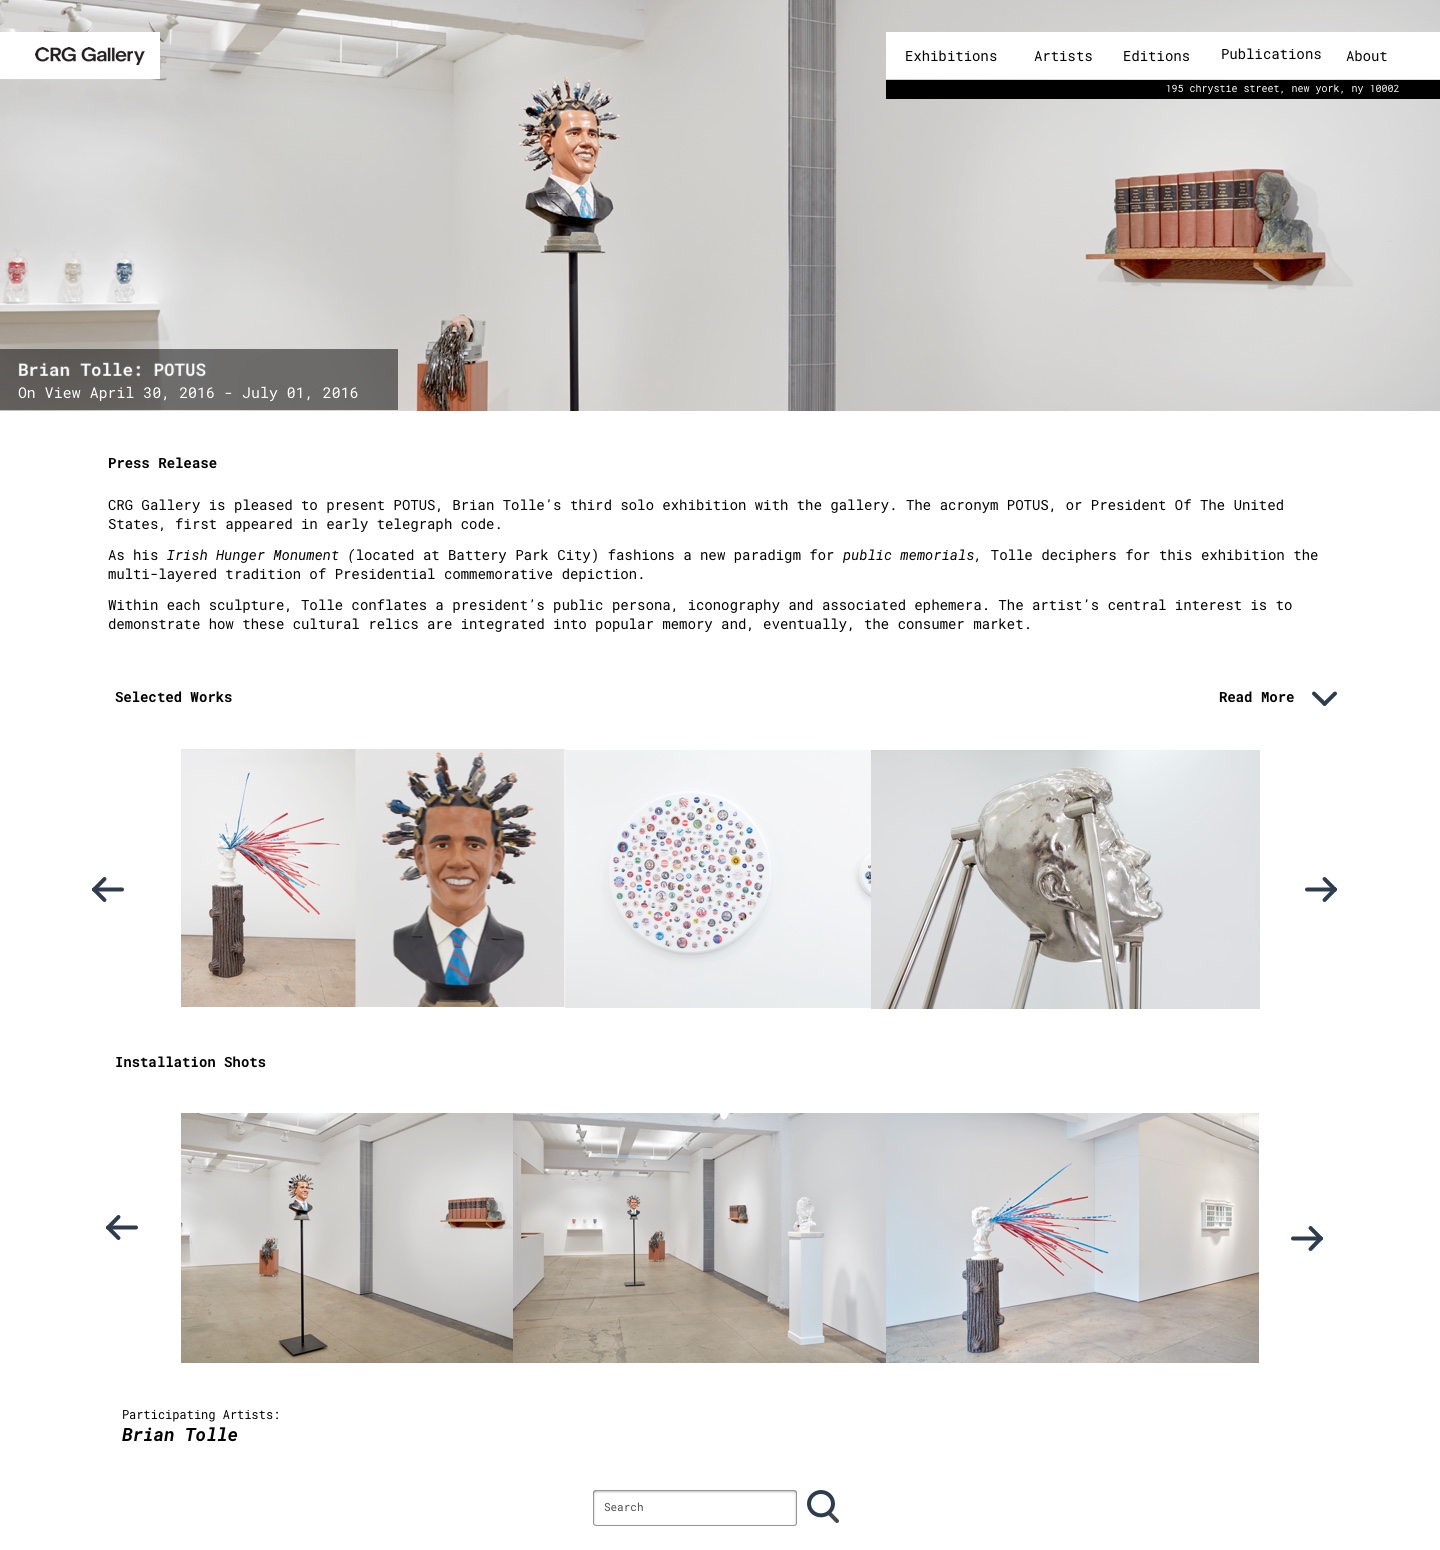 CRG Gallery
Exhibitions Artists Editions Publications About
195 chrystie street, new york, ny 10002
Brian Tolle: POTUS
On View April 30, 2016 - July 01, 2016
Press Release
CRG Gallery is pleased to present POTUS, Brian Tolle’s third solo exhibition with the gallery. The acronym POTUS, or President Of The United
States, first appeared in early telegraph code.
As his Irish Hunger Monument (located at Battery Park City) fashions a new paradigm for public memorials, Tolle deciphers for this exhibition the
multi-layered tradition of Presidential commemorative depiction.
Within each sculpture, Tolle conflates a president’s public persona, iconography and associated ephemera. The artist’s central interest is to
demonstrate how these cultural relics are integrated into popular memory and, eventually, the consumer market.
Selected Works
Read More
Installation Shots
Participating Artists:
Brian Tolle
Search